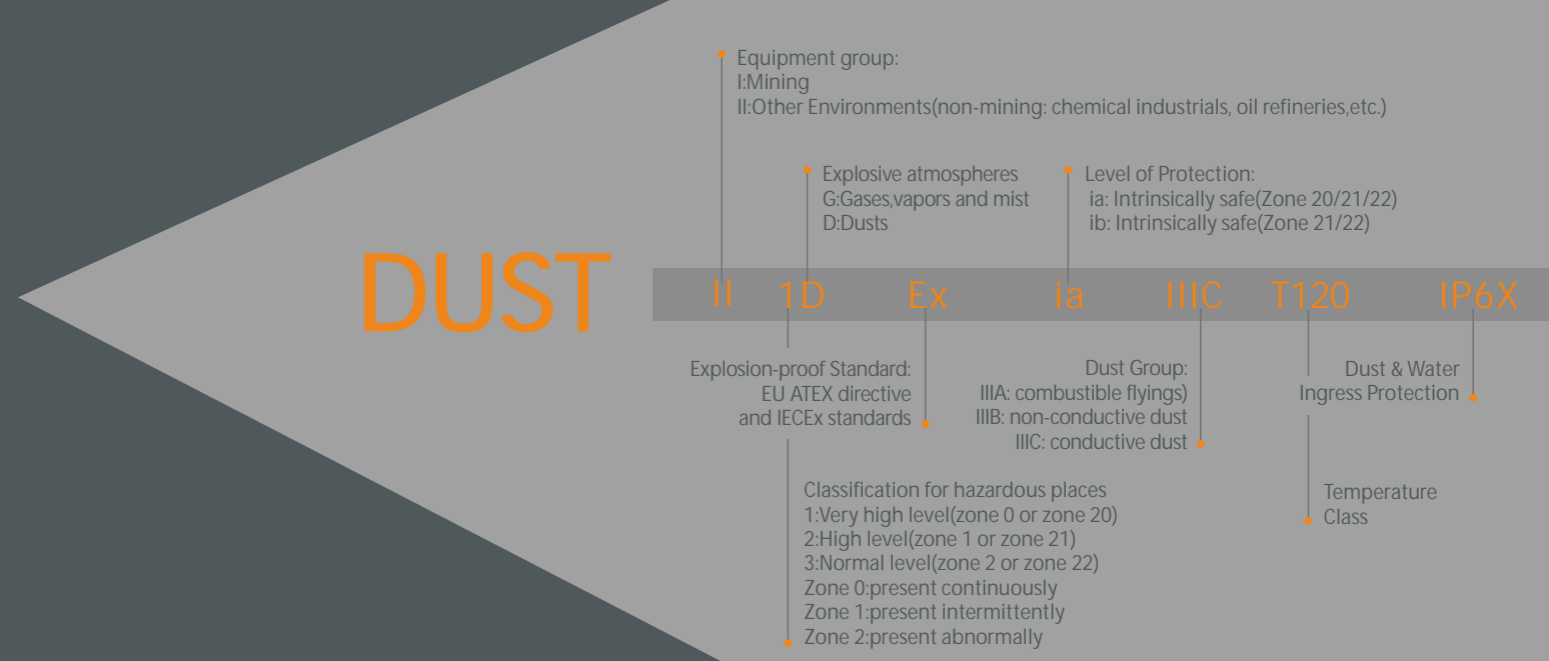 Equipment group:
I:Mining
II:Other Environments(non-mining: chemical industrials, oil refineries,etc.)
Explosive atmospheres
G:Gases,vapors and mist
D:Dusts
Level of Protection:
ia: Intrinsically safe(Zone 20/21/22)
ib: Intrinsically safe(Zone 21/22)
DUST
II 1D Ex ia IIIC T120 IP6X
Explosion-proof Standard:
EU ATEX directive
and IECEx standards
Dust Group:
IIIA: combustible flyings)
IIIB: non-conductive dust
IIIC: conductive dust
Dust & Water
Ingress Protection
Classification for hazardous places
1:Very high level(zone 0 or zone 20)
2:High level(zone 1 or zone 21)
3:Normal level(zone 2 or zone 22)
Zone 0:present continuously
Zone 1:present intermittently
Zone 2:present abnormally
Temperature
Class